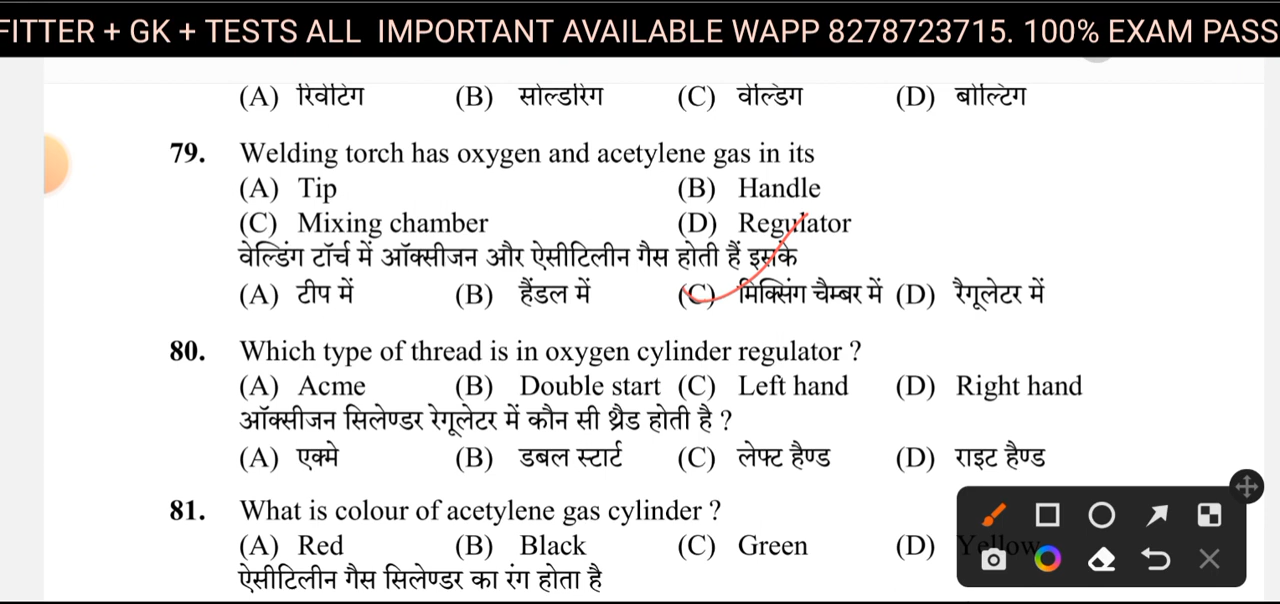 FITTER + GK + TESTS ALL IMPORTANT AVAILABLE WAPP 8278723715. 100% EXAM PASS
(A) रिवेटिंग (B) सोल्डरिंग (C) वेल्डिंग (D) बोल्टिंग
79. Welding torch has oxygen and acetylene gas in its
(A) Tip (B) Handle
(C) Mixing chamber (D) Regulator
वेल्डिंग टॉर्च में ऑक्सीजन और ऐसीटिलीन गैस होती हैं इसके
(A) टीप में (B) हैंडल में (C) मिक्सिंग चैम्बर में (D) रैगूलेटर में
80. Which type of thread is in oxygen cylinder regulator ?
(A) Acme (B) Double start (C) Left hand (D) Right hand
ऑक्सीजन सिलेण्डर रेगूलेटर में कौन सी थ्रैड होती है ?
(A) एक्मे (B) डबल स्टार्ट (C) लेफ्ट हैण्ड (D) राइट हैण्ड
81. What is colour of acetylene gas cylinder ?
(A) Red (B) Black (C) Green (D) Yellow
ऐसीटिलीन गैस सिलेण्डर का रंग होता है